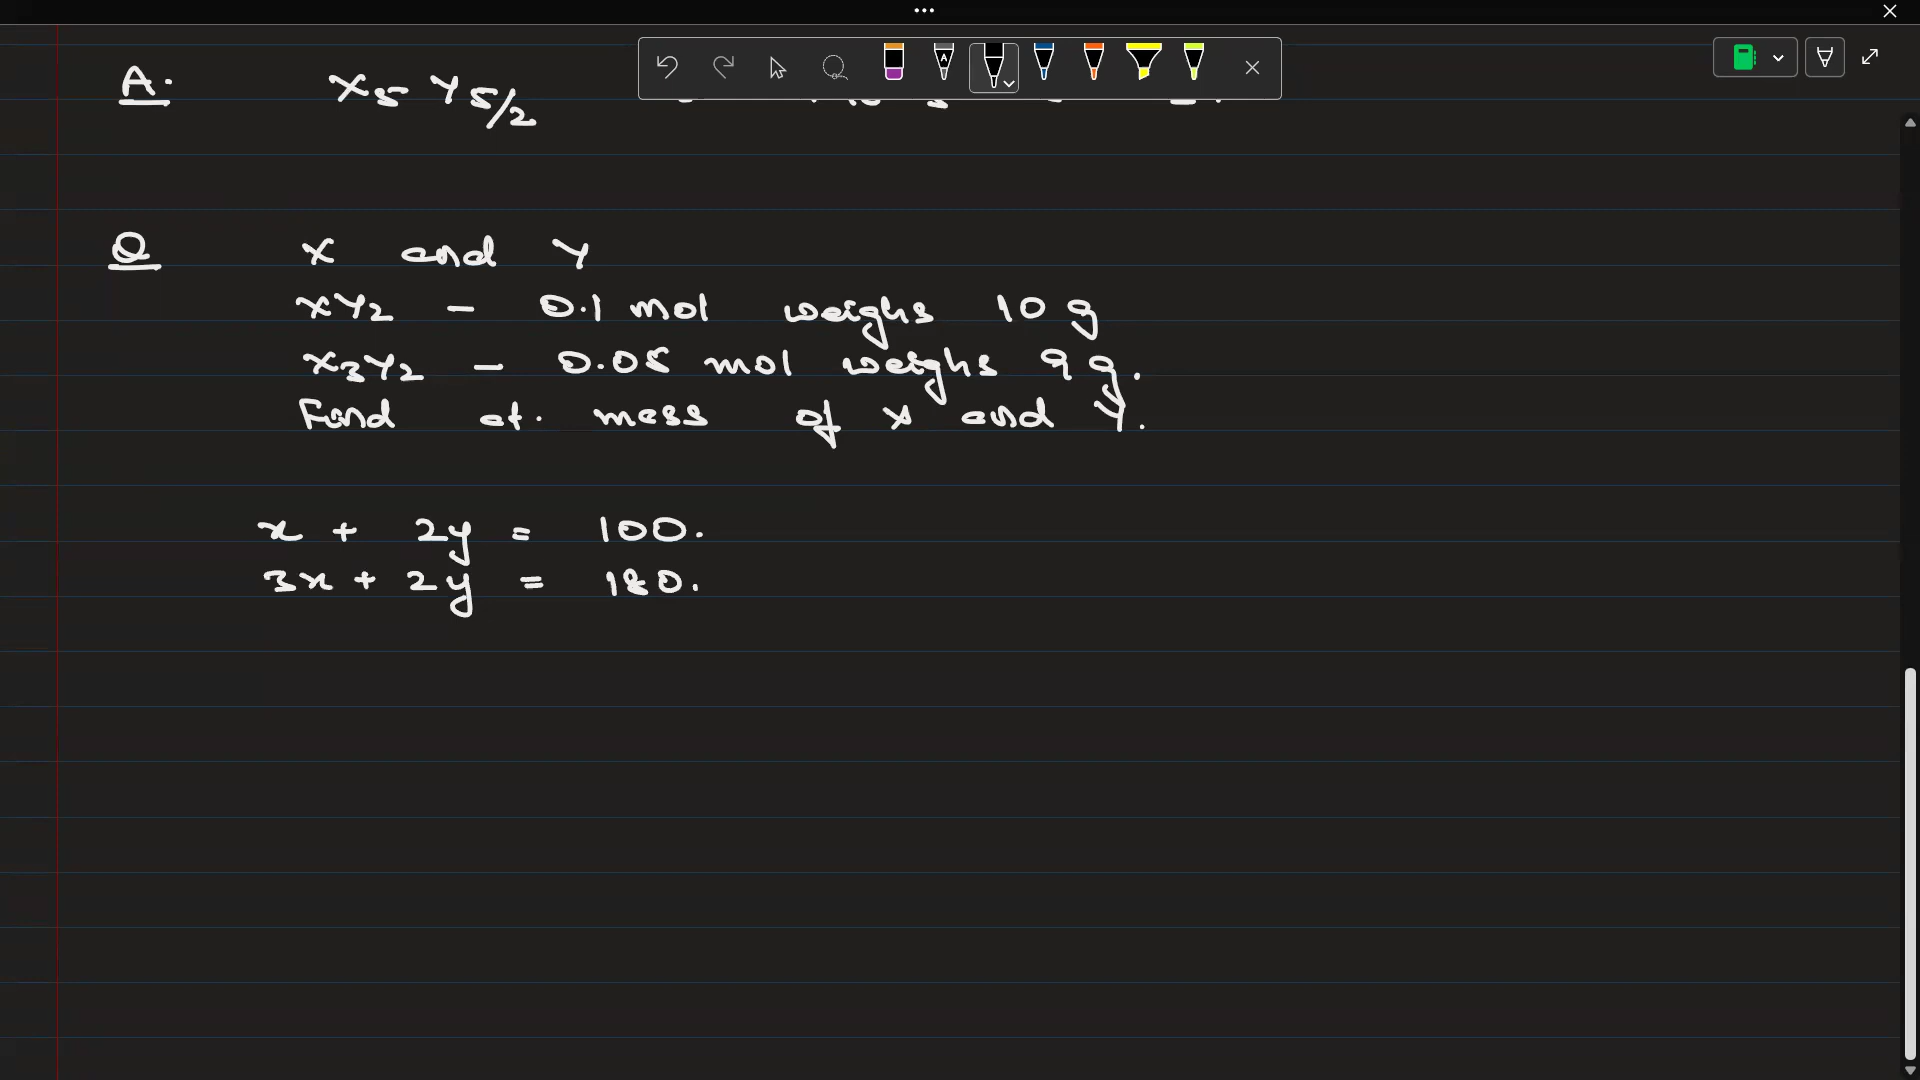 A. X5 Y5/2
Q X and Y
XY2 - 0.1 mol weighs 10 g
X3Y2 - 0.05 mol weighs 9 g.
Find at. mass of X and Y.
x + 2y = 100.
3x + 2y = 180.